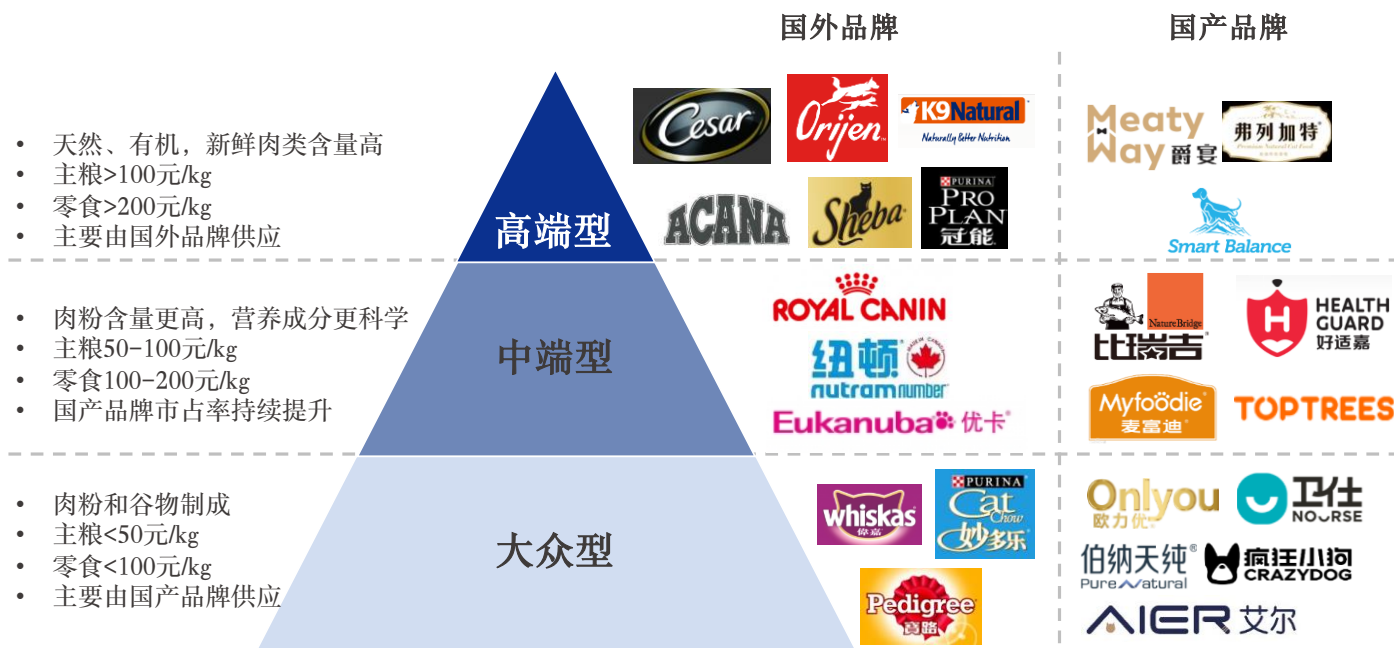 国外品牌
国产品牌
• 天然、有机，新鲜肉类含量高
• 主粮>100元/kg
• 零食>200元/kg
• 主要由国外品牌供应
高端型
Cesar
Orijen
K9Natural
Naturally Better Nutrition
ACANA
Sheba
PURINA
PRO
PLAN
冠能
Meaty
Way 爵宴
弗列加特
Premium Natural Cat Food
Smart Balance
• 肉粉含量更高，营养成分更科学
• 主粮50-100元/kg
• 零食100-200元/kg
• 国产品牌市占率持续提升
中端型
ROYAL CANIN
纽顿
MADE IN CANADA
nutram number
Eukanuba 优卡
NatureBridge
比瑞吉
HEALTH
GUARD
好适嘉
Myfoodie
麦富迪
TOPTREES
• 肉粉和谷物制成
• 主粮<50元/kg
• 零食<100元/kg
• 主要由国产品牌供应
大众型
whiskas
偉嘉
PURINA
Cat
Chow
妙多乐
Pedigree
寶路
Onlyou
欧力优
卫仕
NOURSE
伯纳天纯
Pure Natural
疯狂小狗
CRAZYDOG
AIER 艾尔